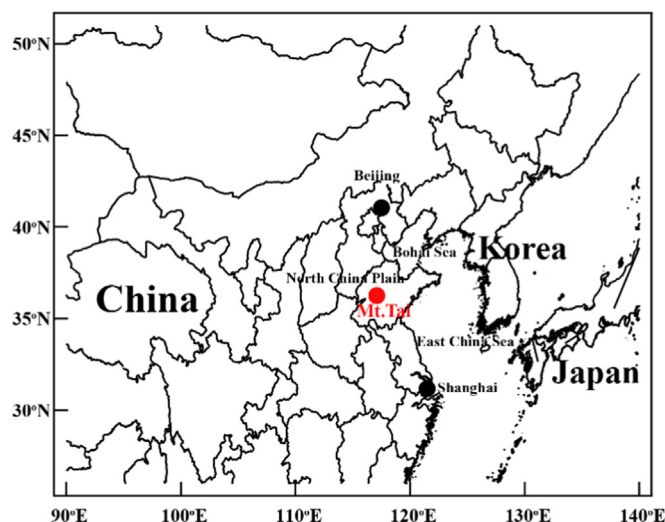 50°N
45°N
Beijing
40°N
Bohai Sea
Korea
North China Plain
China
Mt.Tai
35°N
East China Sea
Japan
Shanghai
30°N
90°E 100°E 110°E 120°E 130°E 140°E